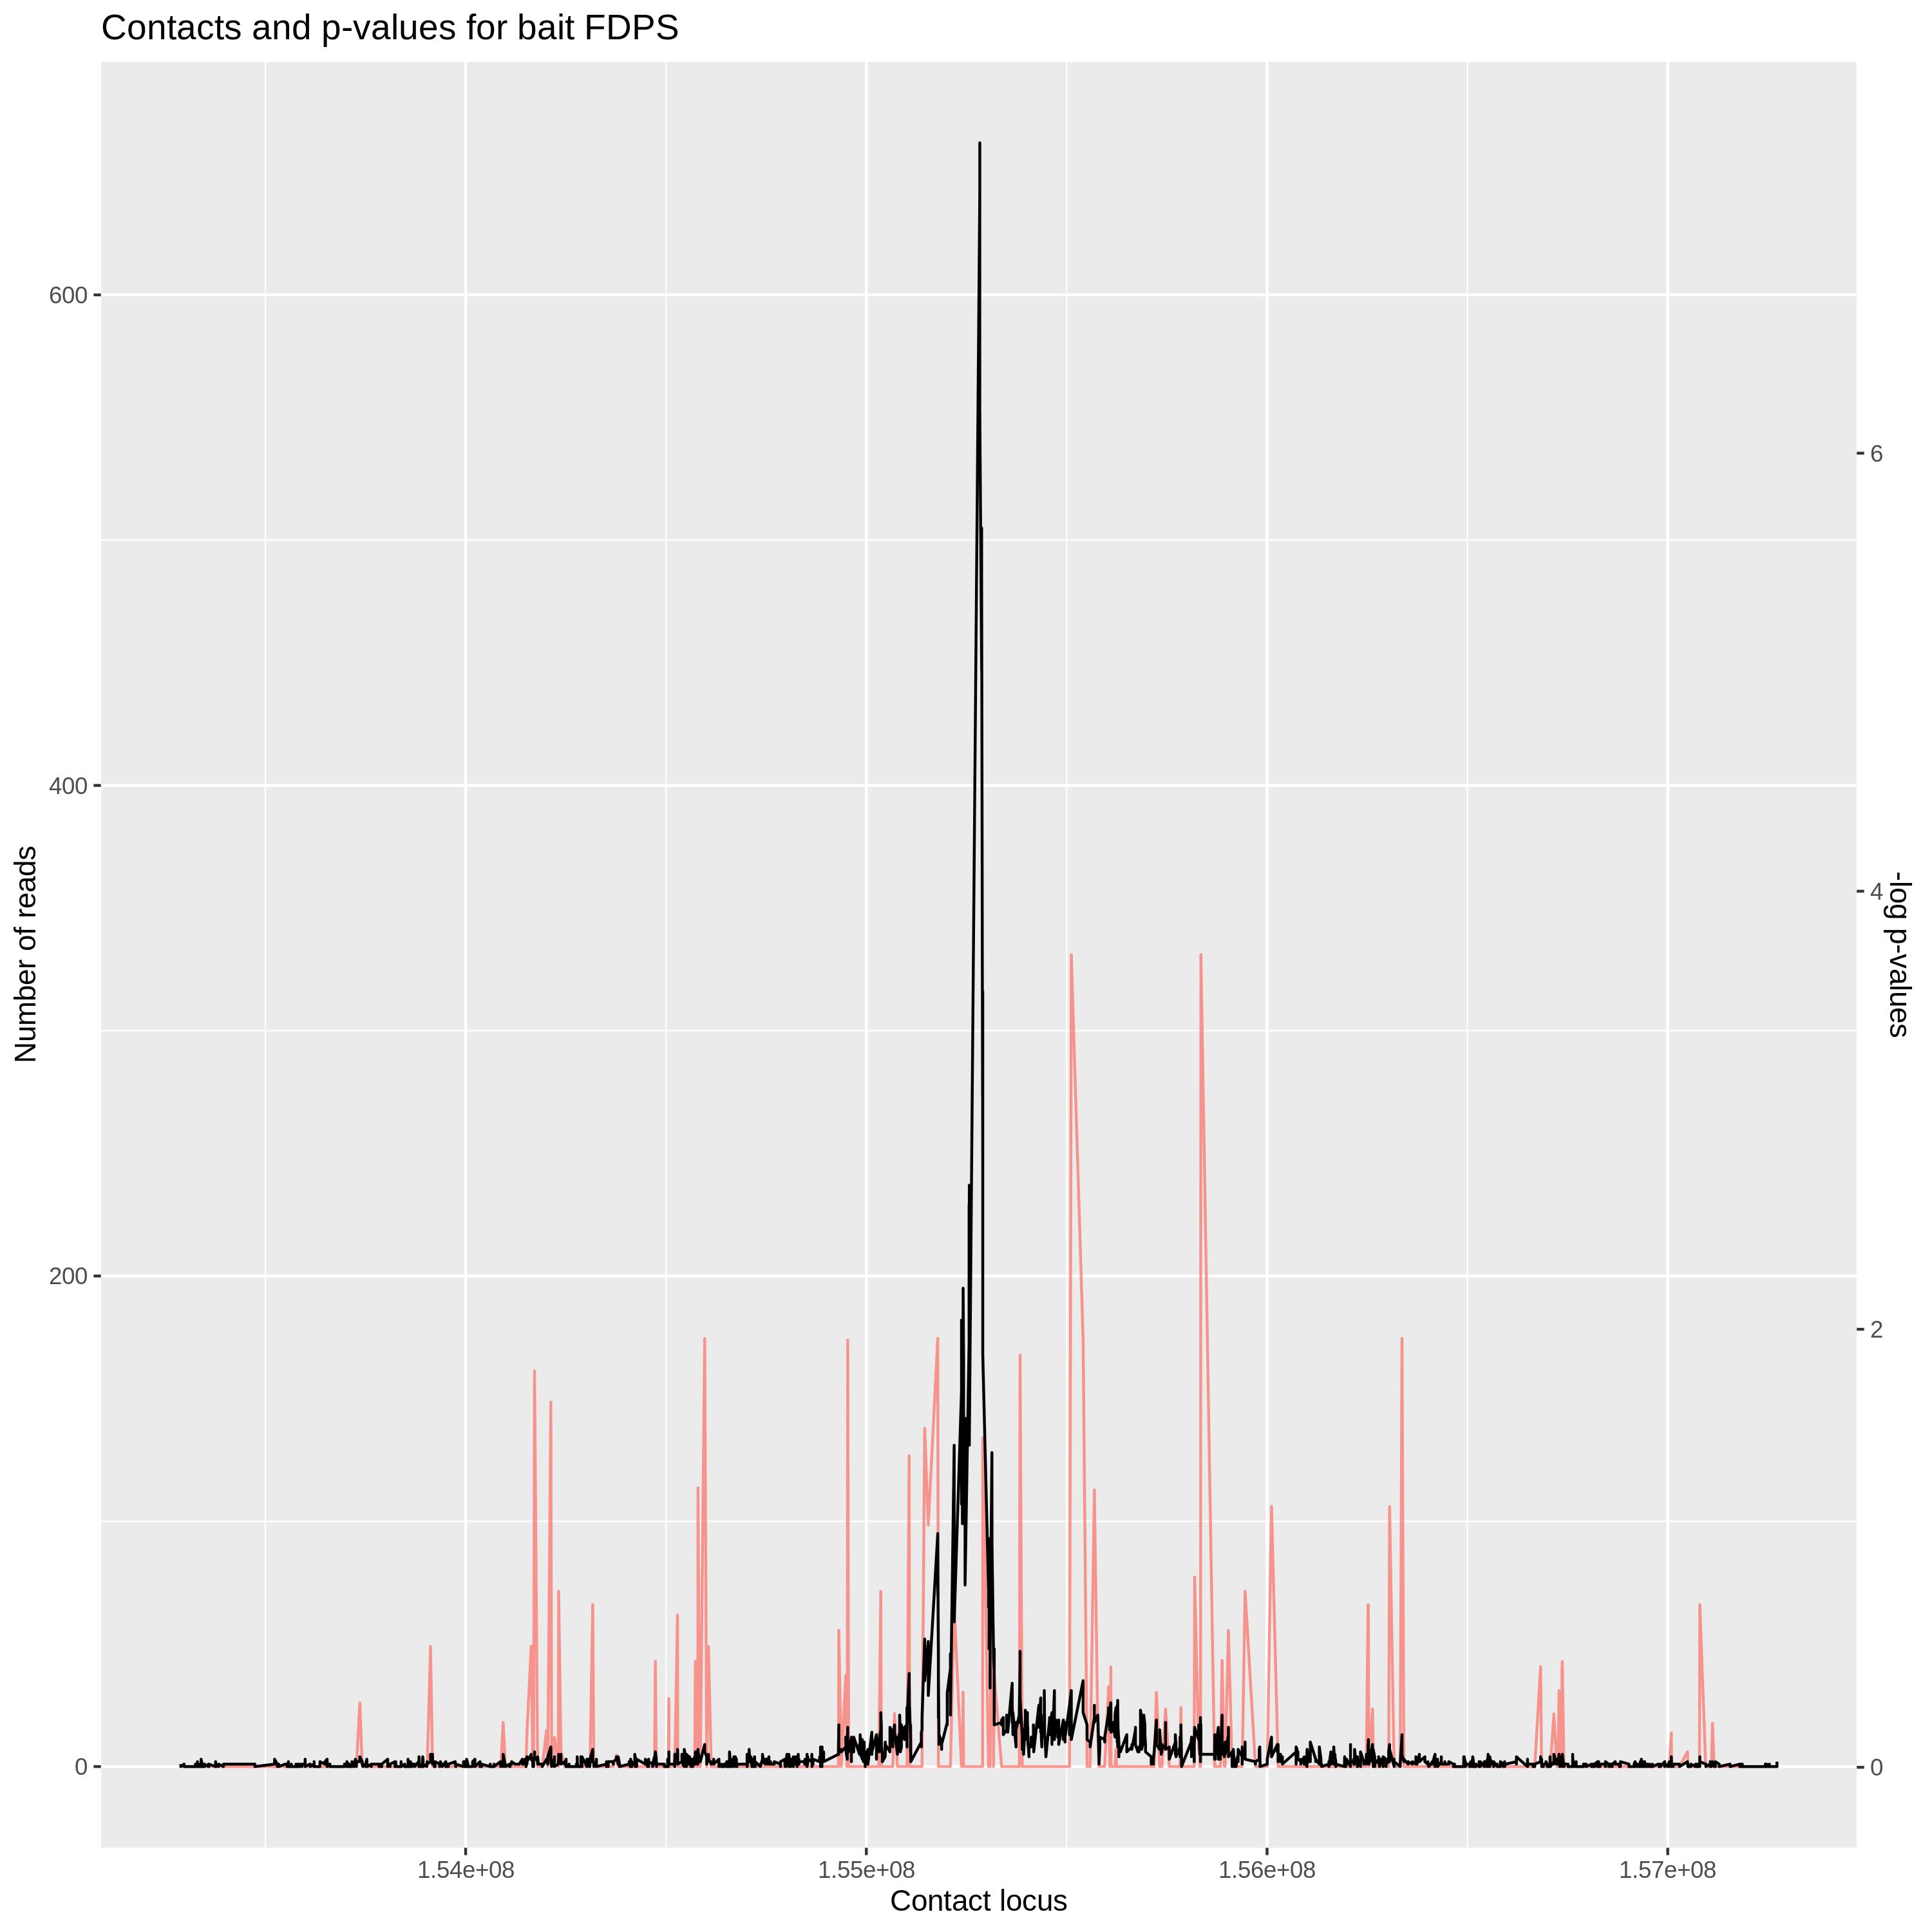 Contacts and p-values for bait FDPS
Number of reads
600
400
200
0
6
4
2
0
-log p-values
1.54e+08
1.55e+08
1.56e+08
1.57e+08
Contact locus